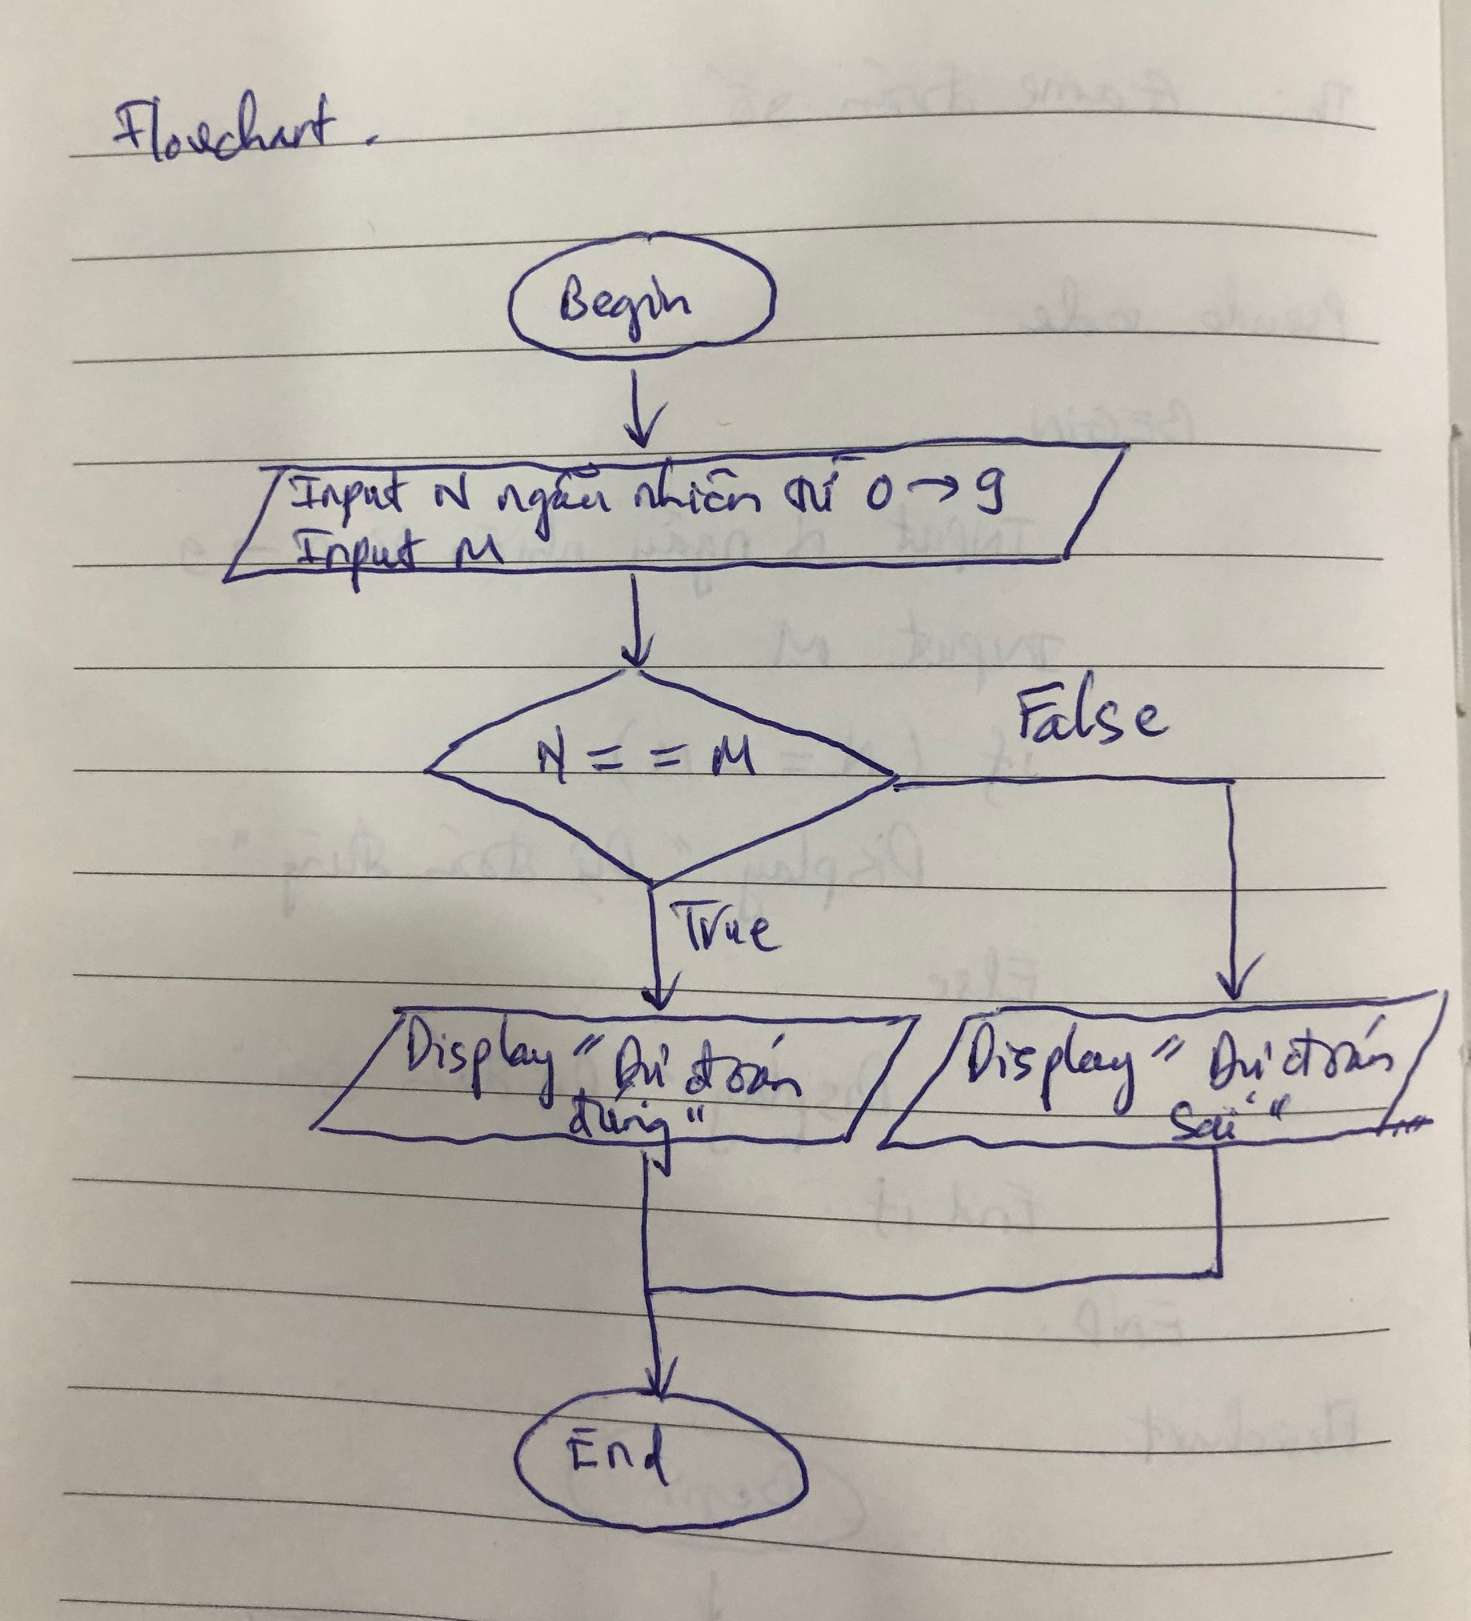 Flowchart.
Begin
Input N ngẫu nhiên từ 0 → 9
Input M
N = = M
False
True
Display "Dự đoán
đúng"
Display "Dự đoán
Sai"
End